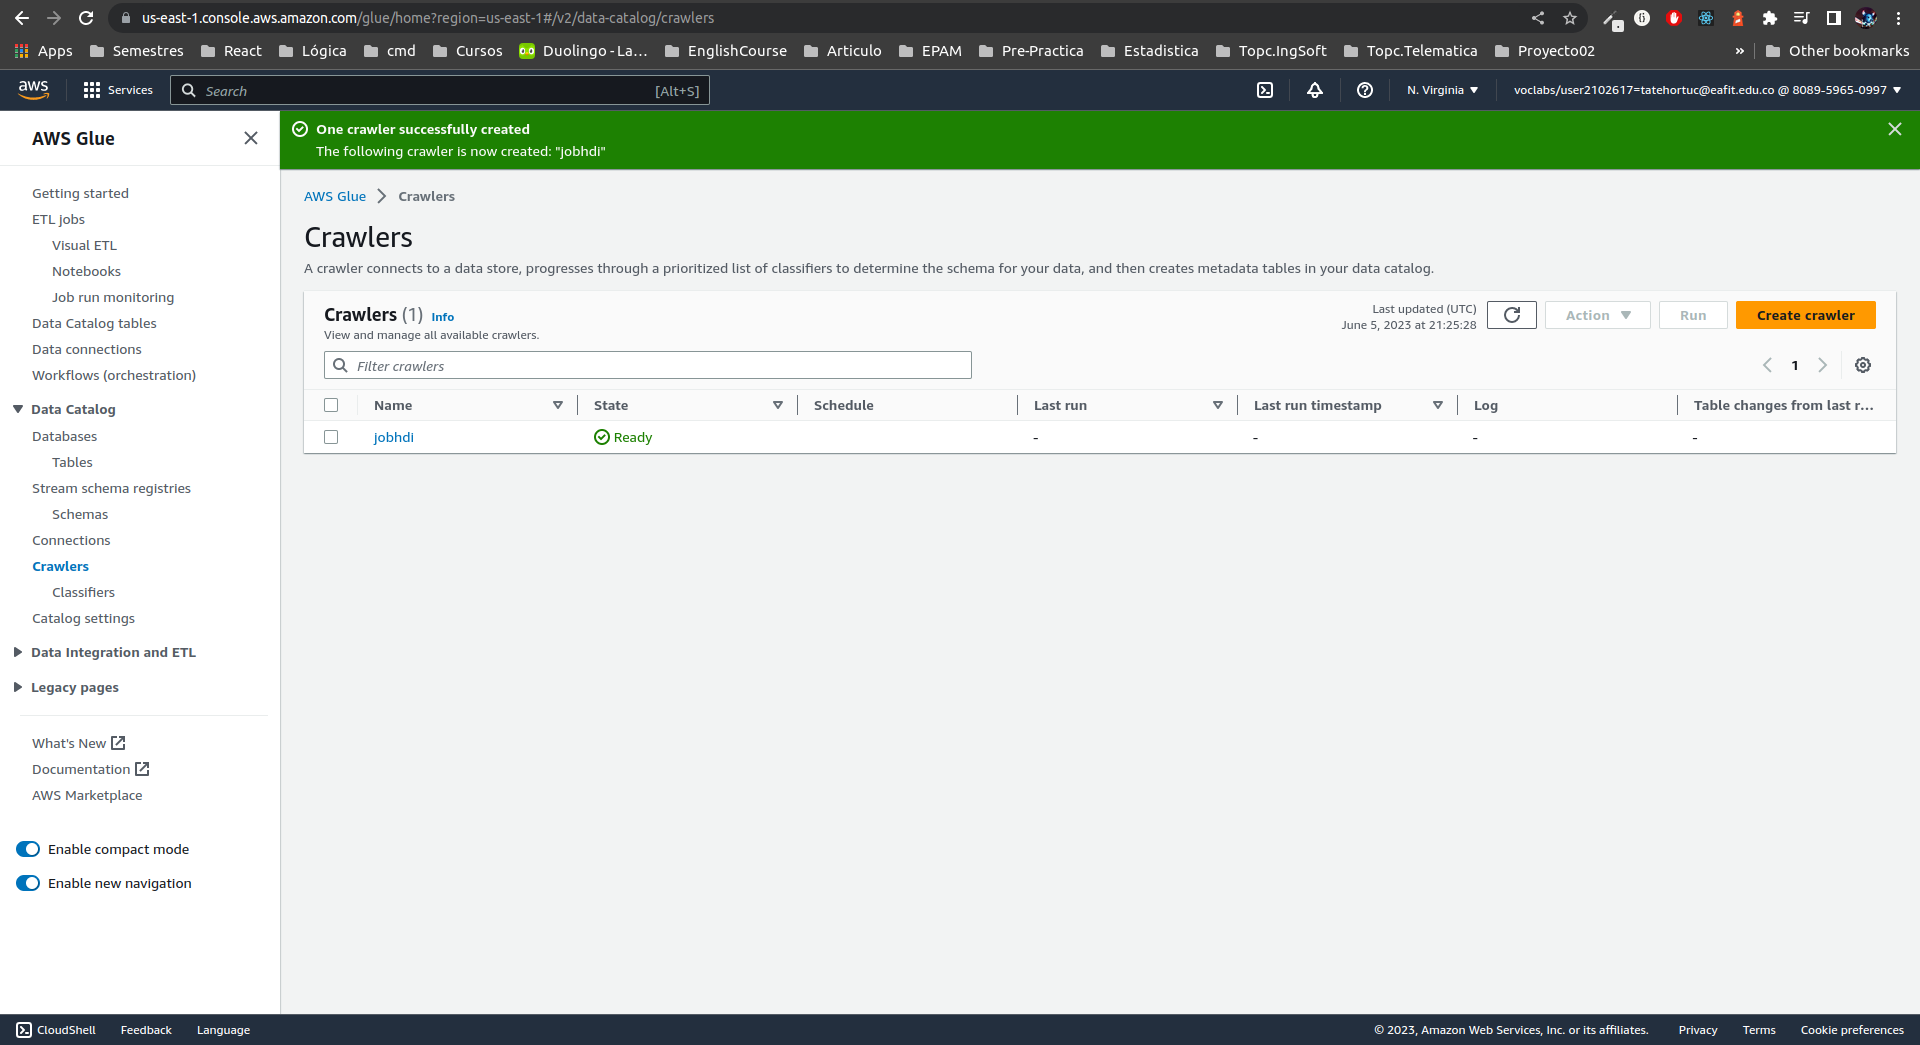 us-east-1.console.aws.amazon.com/glue/home?region=us-east-1#/v2/data-catalog/crawlers
Apps Semestres React Lógica cmd Cursos Duolingo - La... EnglishCourse Articulo EPAM Pre-Practica Estadistica Topc.IngSoft Topc.Telematica Proyecto02 » Other bookmarks
aws Services Search [Alt+S] N. Virginia voclabs/user2102617=tatehortuc@eafit.edu.co @ 8089-5965-0997
AWS Glue
Getting started
ETL jobs
Visual ETL
Notebooks
Job run monitoring
Data Catalog tables
Data connections
Workflows (orchestration)
Data Catalog
Databases
Tables
Stream schema registries
Schemas
Connections
Crawlers
Classifiers
Catalog settings
Data Integration and ETL
Legacy pages
What's New
Documentation
AWS Marketplace
Enable compact mode
Enable new navigation
One crawler successfully created
The following crawler is now created: "jobhdi"
AWS Glue Crawlers
Crawlers
A crawler connects to a data store, progresses through a prioritized list of classifiers to determine the schema for your data, and then creates metadata tables in your data catalog.
Crawlers (1) Info
View and manage all available crawlers.
Last updated (UTC)
June 5, 2023 at 21:25:28
Action Run Create crawler
Filter crawlers
1
Name State Schedule Last run Last run timestamp Log Table changes from last r...
jobhdi Ready - - - -
CloudShell Feedback Language © 2023, Amazon Web Services, Inc. or its affiliates. Privacy Terms Cookie preferences